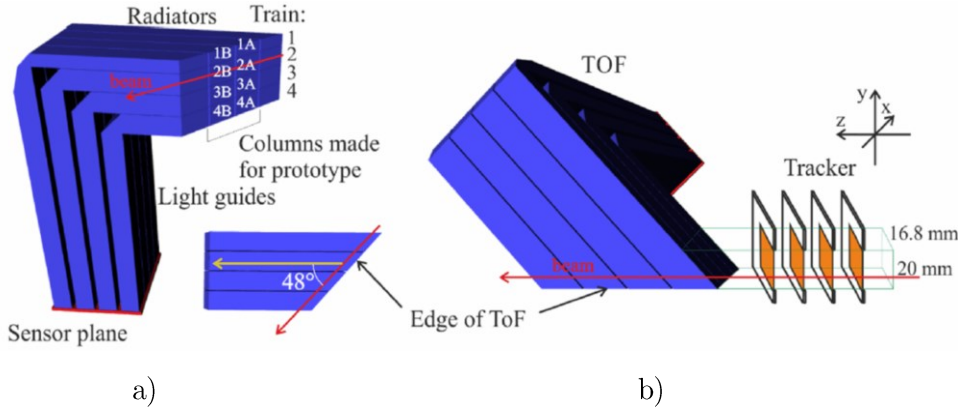 Radiators
Train:
1
2
3
4
1A
1B
2A
2B
3A
3B
4A
4B
beam
Columns made
for prototype
Light guides
48°
Sensor plane
Edge of ToF
TOF
y
x
z
Tracker
16.8 mm
20 mm
beam
a)
b)